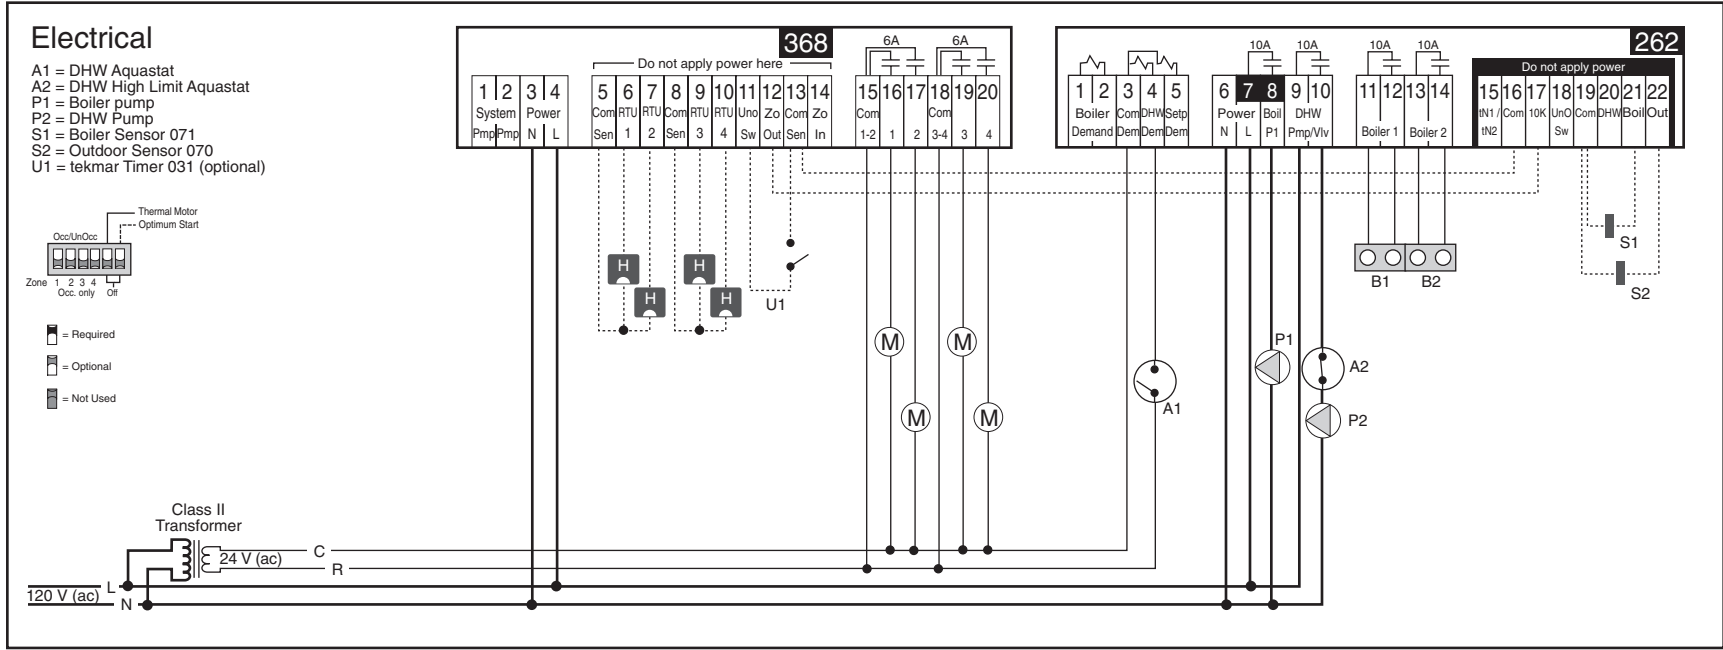 Electrical
A1 = DHW Aquastat
A2 = DHW High Limit Aquastat
P1 = Boiler pump
P2 = DHW Pump
S1 = Boiler Sensor 071
S2 = Outdoor Sensor 070
U1 = tekmar Timer 031 (optional)
Thermal Motor
Optimum Start
Occ/UnOcc
Zone 1 2 3 4
Occ. only Off
= Required
= Optional
= Not Used
368
6A 6A
Do not apply power here
1 2 3 4 5 6 7 8 9 10 11 12 13 14 15 16 17 18 19 20
System Power Com RTU RTU Com RTU RTU Uno Zo Com Zo Com Com
Pmp Pmp N L Sen 1 2 Sen 3 4 Sw Out Sen In 1-2 1 2 3-4 3 4
H H
H H
U1
M M
M M
262
10A 10A 10A 10A
Do not apply power
1 2 3 4 5 6 7 8 9 10 11 12 13 14 15 16 17 18 19 20 21 22
Boiler Com DHW Setp Power Boil DHW tN1 / Com 10K UnO Com DHW Boil Out
Demand Dem Dem Dem N L P1 Pmp/Vlv Boiler 1 Boiler 2 tN2 Sw
S1
B1 B2 S2
P1
A2
A1
P2
Class II
Transformer
24 V (ac) C
R
120 V (ac) L
N